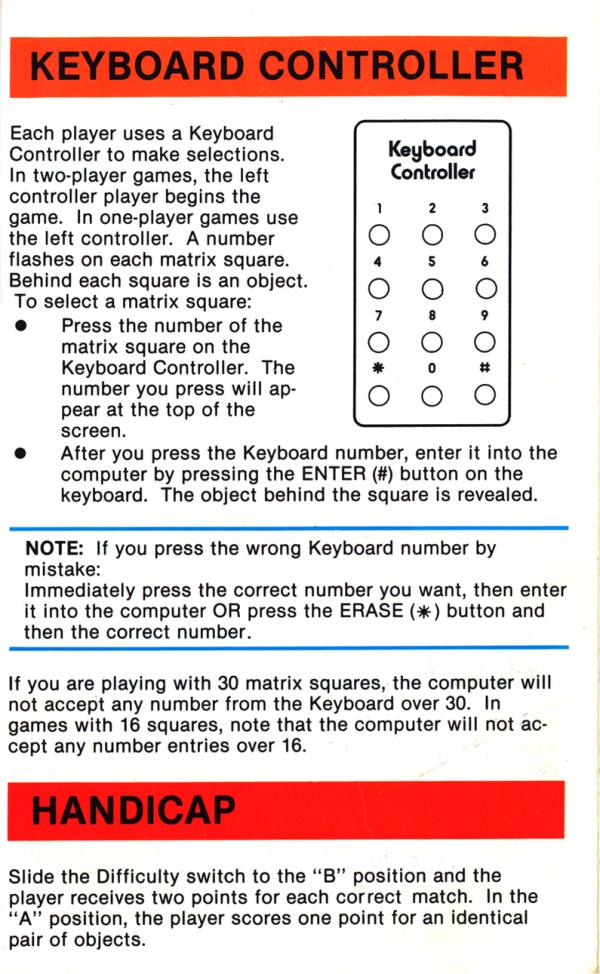 KEYBOARD CONTROLLER
Each player uses a Keyboard
Controller to make selections.
In two-player games, the left
controller player begins the
game. In one-player games use
the left controller. A number
flashes on each matrix square.
Behind each square is an object.
To select a matrix square:
● Press the number of the
matrix square on the
Keyboard Controller. The
number you press will ap-
pear at the top of the
screen.
Keyboard
Controller
1 2 3
4 5 6
7 8 9
* 0 #
● After you press the Keyboard number, enter it into the
computer by pressing the ENTER (#) button on the
keyboard. The object behind the square is revealed.
NOTE: If you press the wrong Keyboard number by
mistake:
Immediately press the correct number you want, then enter
it into the computer OR press the ERASE (*) button and
then the correct number.
If you are playing with 30 matrix squares, the computer will
not accept any number from the Keyboard over 30. In
games with 16 squares, note that the computer will not ac-
cept any number entries over 16.
HANDICAP
Slide the Difficulty switch to the “B” position and the
player receives two points for each correct match. In the
“A” position, the player scores one point for an identical
pair of objects.